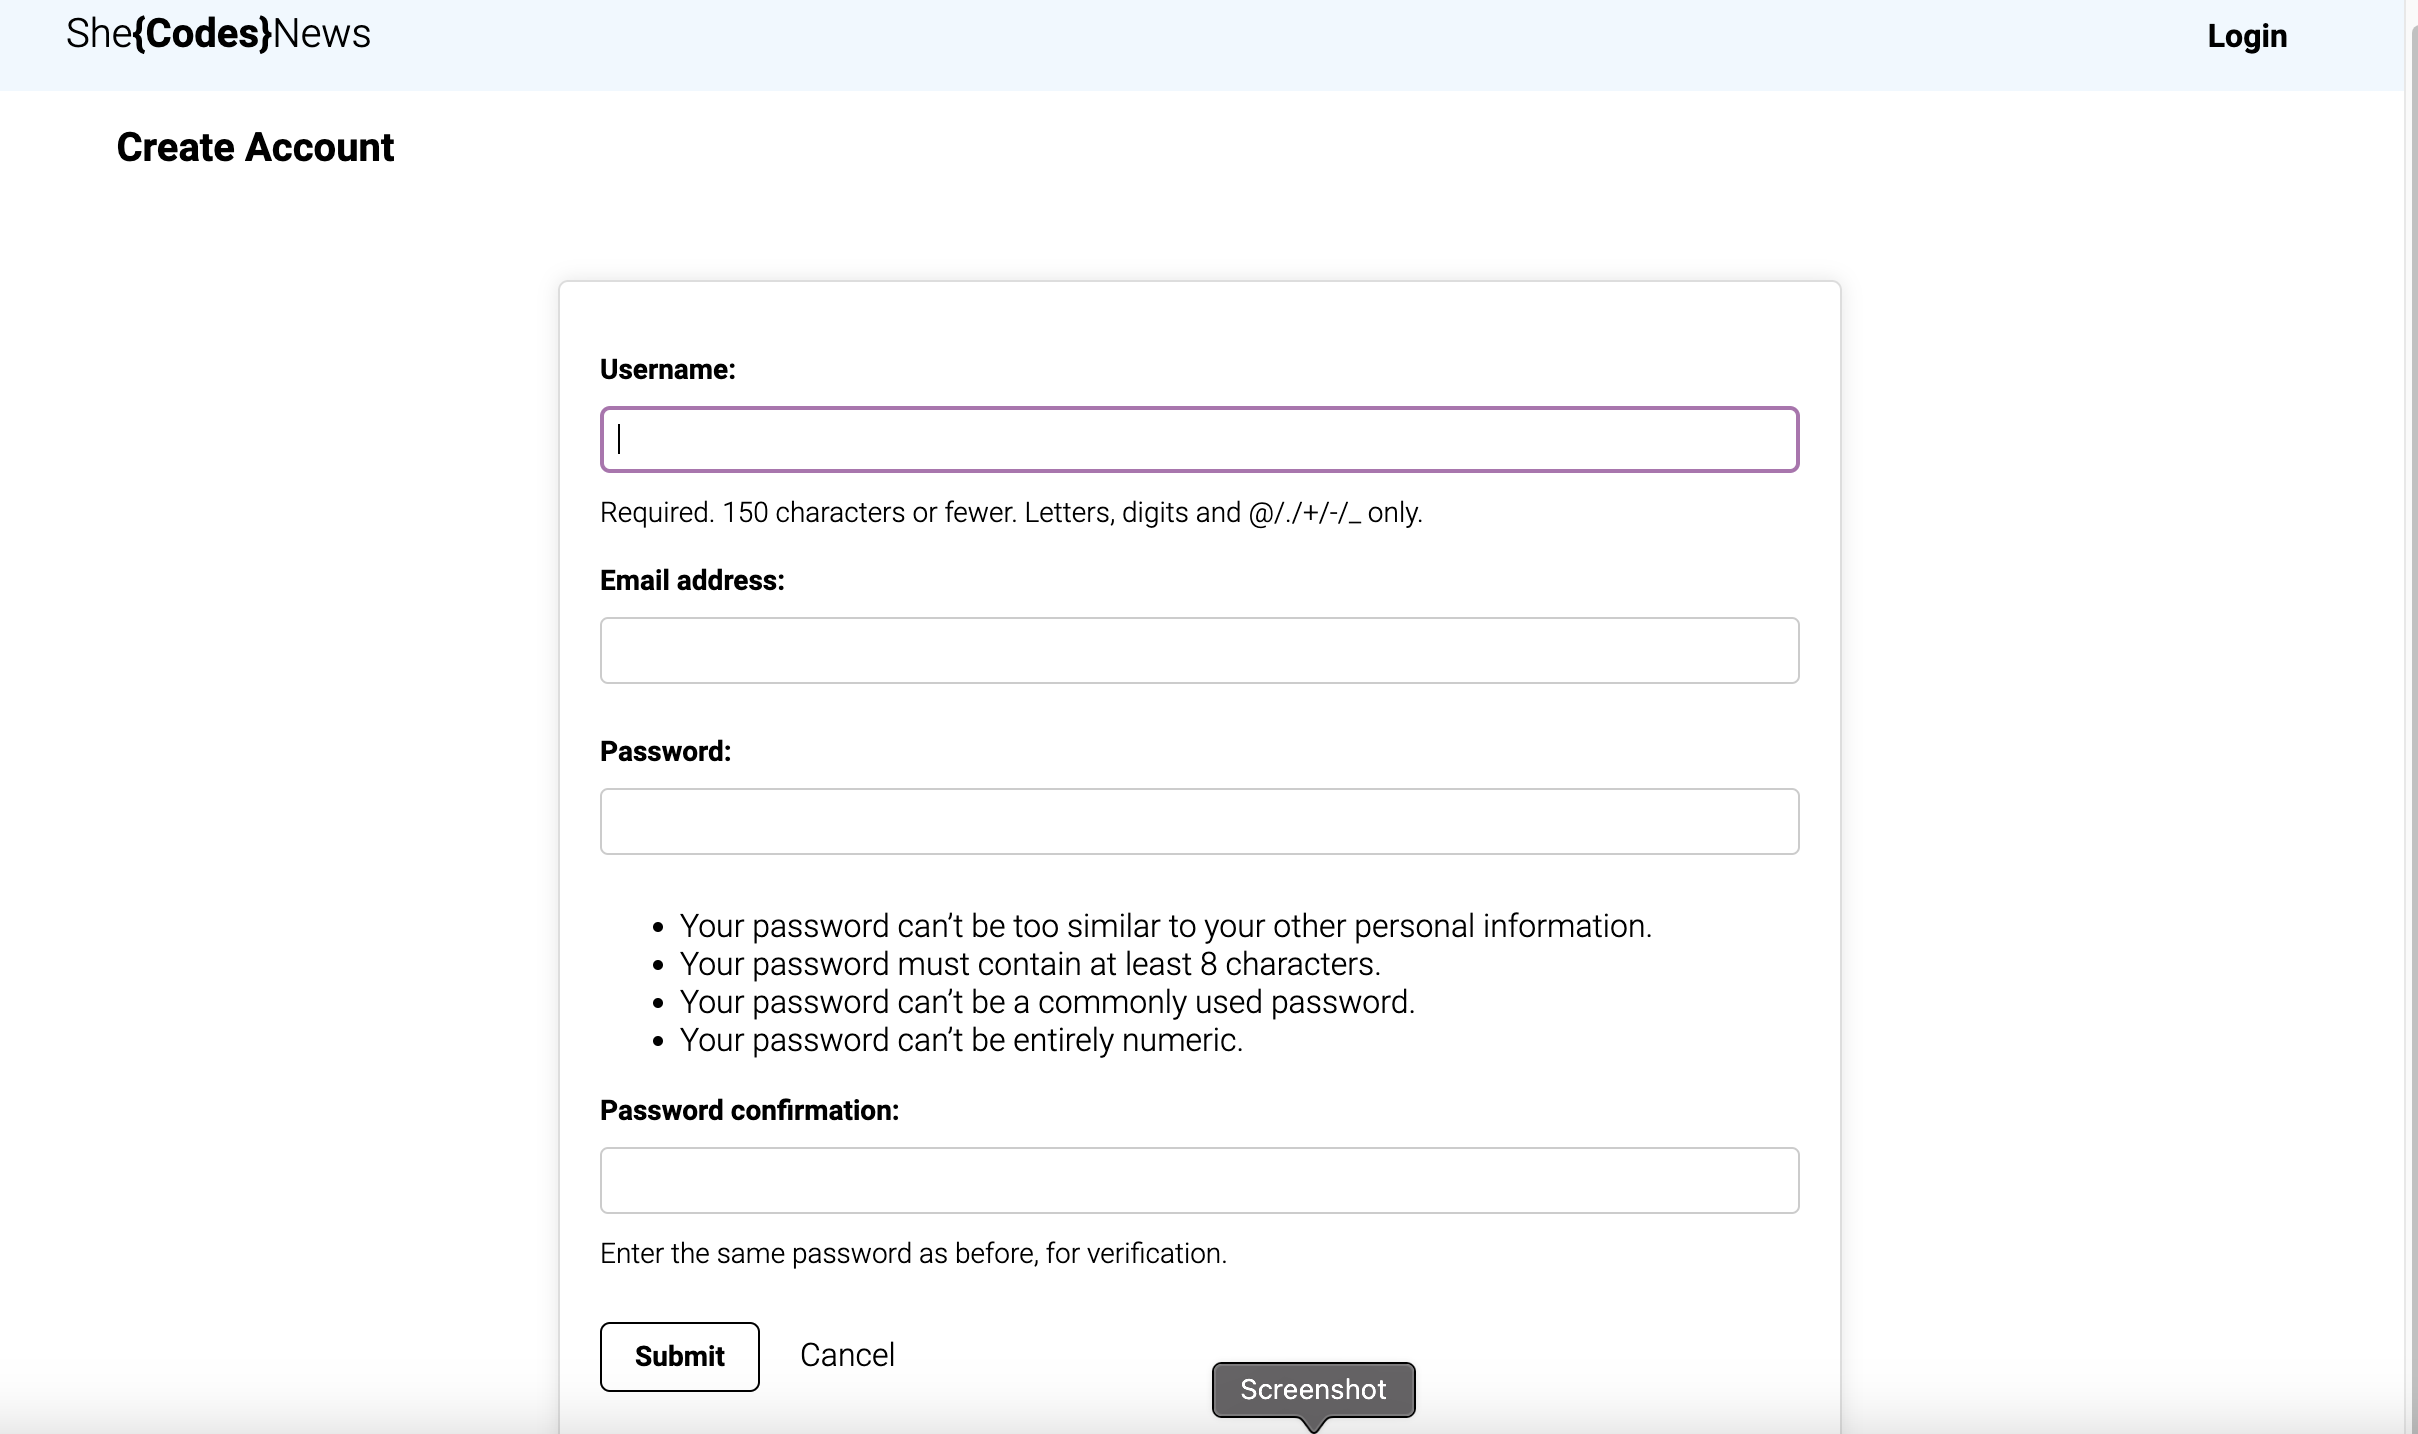 She{Codes}News
Login
Create Account
Username:
Required. 150 characters or fewer. Letters, digits and @/./+/-/_ only.
Email address:
Password:
Your password can’t be too similar to your other personal information.
Your password must contain at least 8 characters.
Your password can’t be a commonly used password.
Your password can’t be entirely numeric.
Password confirmation:
Enter the same password as before, for verification.
Submit
Cancel
Screenshot